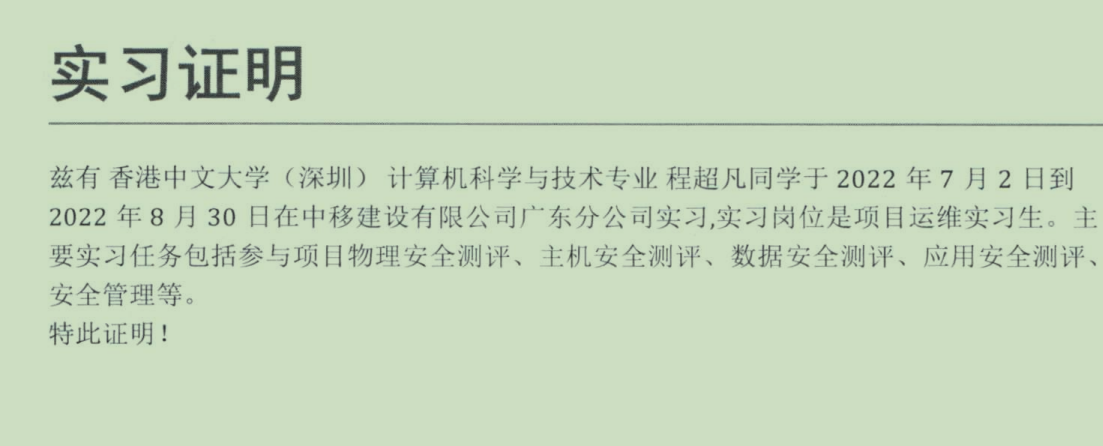 实习证明
兹有 香港中文大学（深圳） 计算机科学与技术专业 程超凡同学于 2022 年 7 月 2 日到
2022 年 8 月 30 日在中移建设有限公司广东分公司实习,实习岗位是项目运维实习生。主
要实习任务包括参与项目物理安全测评、主机安全测评、数据安全测评、应用安全测评、
安全管理等。
特此证明！